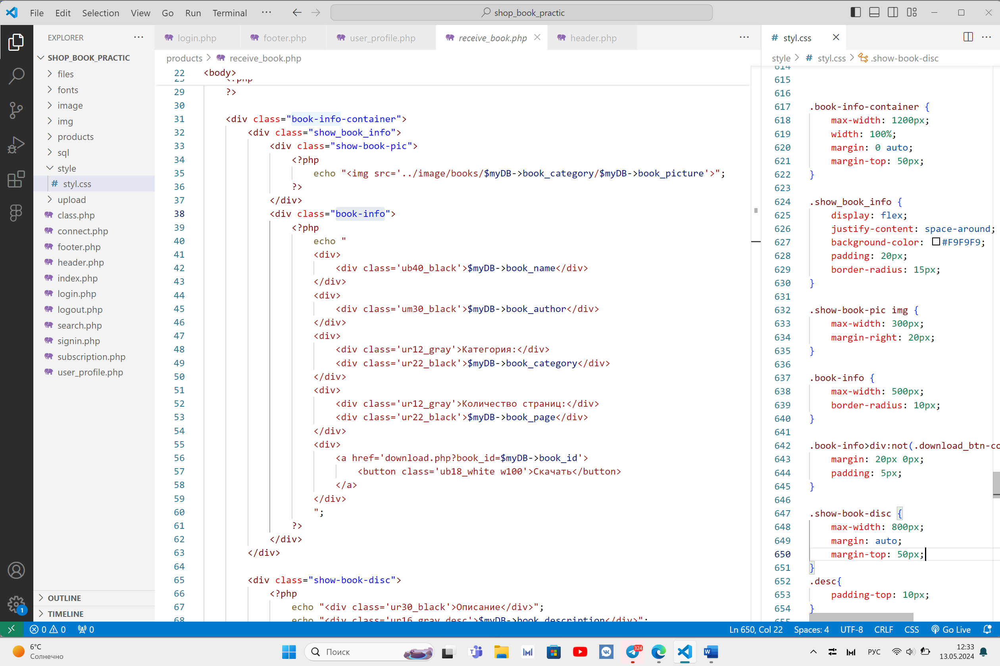 File Edit Selection View Go Run Terminal ··· shop_book_practic
EXPLORER ···
SHOP_BOOK_PRACTIC
files
fonts
image
img
products
sql
style
# styl.css
upload
class.php
connect.php
footer.php
header.php
index.php
login.php
logout.php
search.php
signin.php
subscription.php
user_profile.php
OUTLINE
TIMELINE
login.php footer.php user_profile.php receive_book.php header.php ···
products > receive_book.php
22 <body>
29 ?>
30
31 <div class="book-info-container">
32 <div class="show_book_info">
33 <div class="show-book-pic">
34 <?php
35 echo "<img src='../image/books/$myDB->book_category/$myDB->book_picture'>";
36 ?>
37 </div>
38 <div class="book-info">
39 <?php
40 echo "
41 <div>
42 <div class='ub40_black'>$myDB->book_name</div>
43 </div>
44 <div>
45 <div class='um30_black'>$myDB->book_author</div>
46 </div>
47 <div>
48 <div class='ur12_gray'>Категория:</div>
49 <div class='ur22_black'>$myDB->book_category</div>
50 </div>
51 <div>
52 <div class='ur12_gray'>Количество страниц:</div>
53 <div class='ur22_black'>$myDB->book_page</div>
54 </div>
55 <div>
56 <a href='download.php?book_id=$myDB->book_id'>
57 <button class='ub18_white w100'>Скачать</button>
58 </a>
59 </div>
60 ";
61 ?>
62 </div>
63 </div>
64
65 <div class="show-book-disc">
66 <?php
67 echo "<div class='ur30_black'>Описание</div>";
68 echo "<div class='ur16_gray desc'>$myDB->book_description</div>";
# styl.css ···
style > # styl.css > .show-book-disc
614
615
616
617 .book-info-container {
618 max-width: 1200px;
619 width: 100%;
620 margin: 0 auto;
621 margin-top: 50px;
622 }
623
624 .show_book_info {
625 display: flex;
626 justify-content: space-around;
627 background-color: #F9F9F9;
628 padding: 20px;
629 border-radius: 15px;
630 }
631
632 .show-book-pic img {
633 max-width: 300px;
634 margin-right: 20px;
635 }
636
637 .book-info {
638 max-width: 500px;
639 border-radius: 10px;
640 }
641
642 .book-info>div:not(.download_btn-co
643 margin: 20px 0px;
644 padding: 5px;
645 }
646
647 .show-book-disc {
648 max-width: 800px;
649 margin: auto;
650 margin-top: 50px;
651 }
652 .desc{
653 padding-top: 10px;
654 }
1
0 0 0 Ln 650, Col 22 Spaces: 4 UTF-8 CRLF CSS Go Live
6°C
Солнечно
Поиск
324
РУС
12:33
13.05.2024